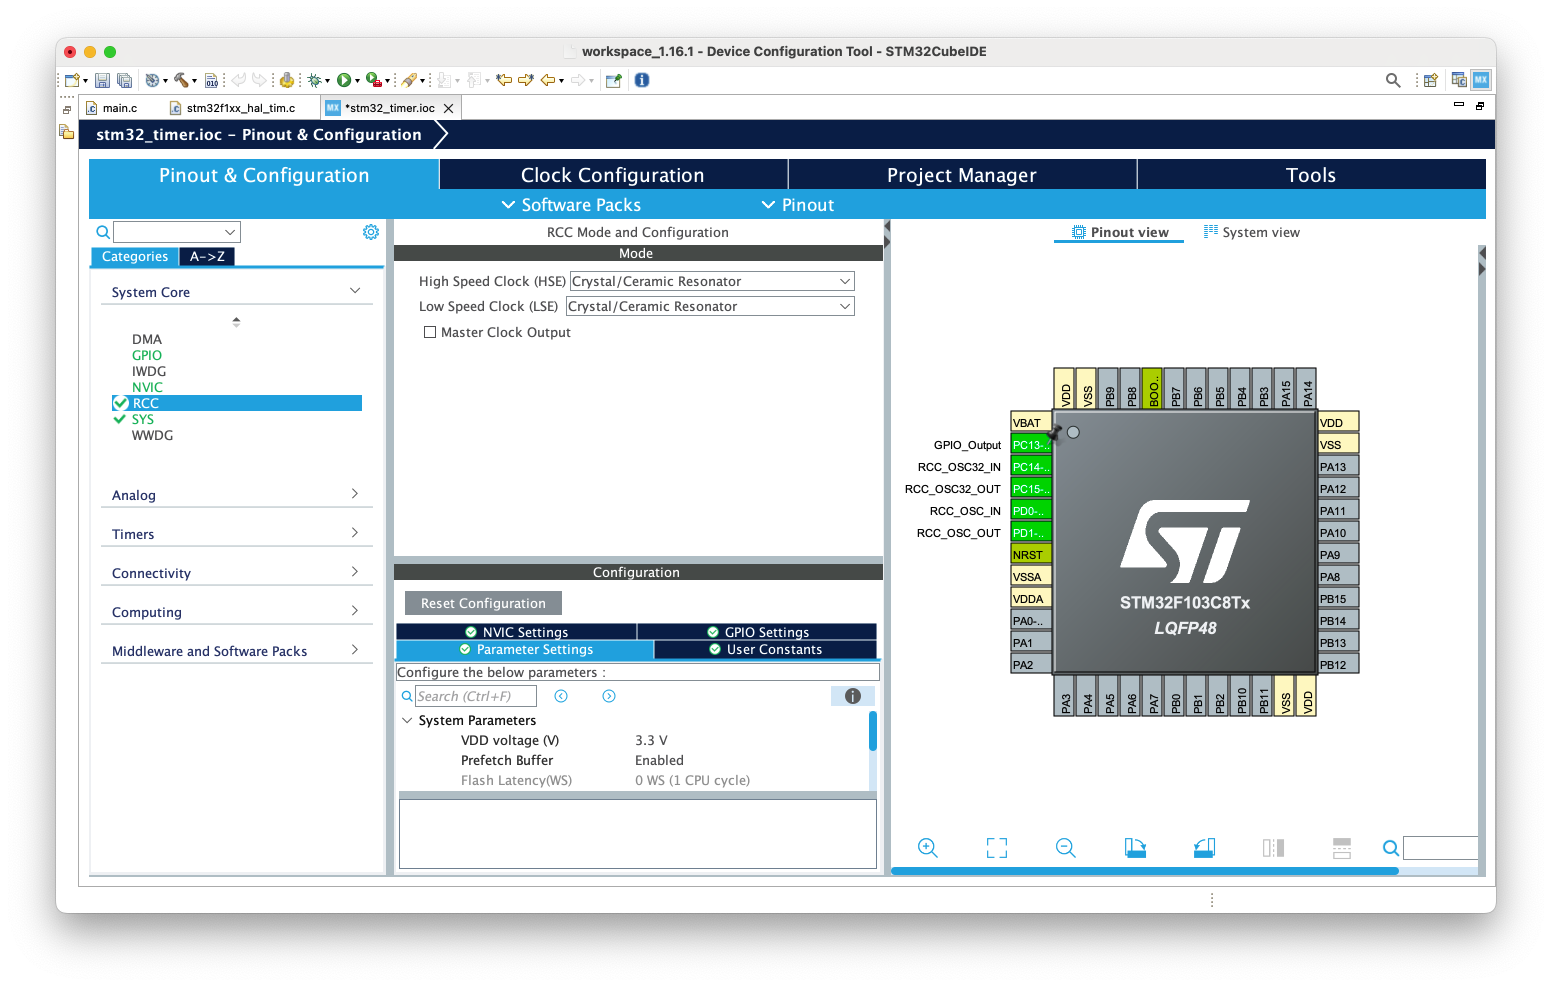 workspace_1.16.1 - Device Configuration Tool - STM32CubeIDE
main.c
stm32f1xx_hal_tim.c
*stm32_timer.ioc
stm32_timer.ioc - Pinout & Configuration
Pinout & Configuration
Clock Configuration
Project Manager
Tools
Software Packs
Pinout
Categories
A->Z
System Core
DMA
GPIO
IWDG
NVIC
RCC
SYS
WWDG
Analog
Timers
Connectivity
Computing
Middleware and Software Packs
RCC Mode and Configuration
Mode
High Speed Clock (HSE) Crystal/Ceramic Resonator
Low Speed Clock (LSE) Crystal/Ceramic Resonator
Master Clock Output
Configuration
Reset Configuration
NVIC Settings
GPIO Settings
Parameter Settings
User Constants
Configure the below parameters :
Search (Ctrl+F)
System Parameters
VDD voltage (V) 3.3 V
Prefetch Buffer Enabled
Flash Latency(WS) 0 WS (1 CPU cycle)
Pinout view
System view
VDD
VSS
PB9
PB8
BOO..
PB7
PB6
PB5
PB4
PB3
PA15
PA14
VBAT
GPIO_Output PC13-..
RCC_OSC32_IN PC14-..
RCC_OSC32_OUT PC15-..
RCC_OSC_IN PD0-..
RCC_OSC_OUT PD1-..
NRST
VSSA
VDDA
PA0-..
PA1
PA2
STM32F103C8Tx
LQFP48
VDD
VSS
PA13
PA12
PA11
PA10
PA9
PA8
PB15
PB14
PB13
PB12
PA3
PA4
PA5
PA6
PA7
PB0
PB1
PB2
PB10
PB11
VSS
VDD